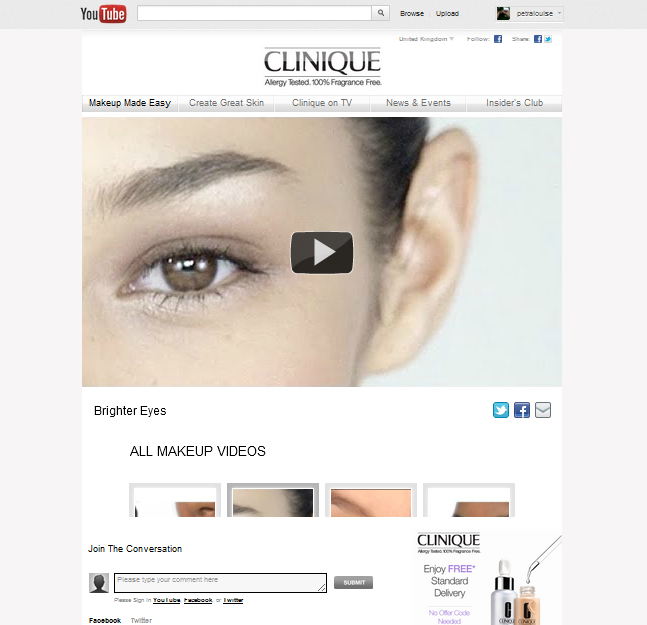 YouTube
Browse | Upload
petralouise
United Kingdom
Follow:
Share:
CLINIQUE
Allergy Tested. 100% Fragrance Free.
Makeup Made Easy
Create Great Skin
Clinique on TV
News & Events
Insider's Club
Brighter Eyes
ALL MAKEUP VIDEOS
Join The Conversation
Please type your comment here
SUBMIT
Please Sign in YouTube, Facebook, or Twitter
Facebook
Twitter
CLINIQUE
Allergy Tested. 100% Fragrance Free.
Enjoy FREE*
Standard
Delivery
No Offer Code
Needed